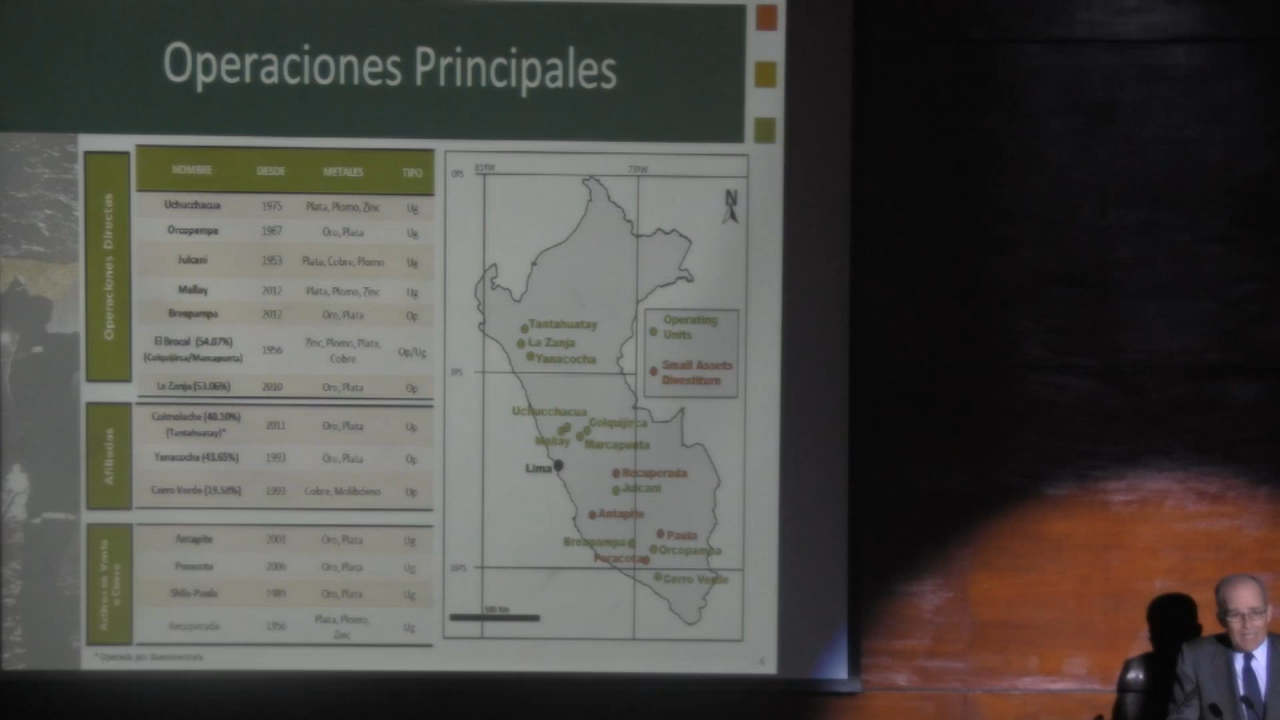 Operaciones Principales
NOMBRE DESDE METALES TIPO
Operaciones Directas
Uchucchacua 1975 Plata, Plomo, Zinc Ug
Orcopampa 1967 Oro, Plata Ug
Julcani 1953 Plata, Cobre, Plomo Ug
Mallay 2012 Plata, Plomo, Zinc Ug
Breapampa 2012 Oro, Plata Op
El Brocal (54.07%) 1956 Zinc, Plomo, Plata, Op/Ug
(Colquijirca/Marcapunta) Cobre
La Zanja (53.06%) 2010 Oro, Plata Op
Afiliadas
Coimolache (40.10%) 2011 Oro, Plata Op
(Tantahuatay)*
Yanacocha (43.65%) 1993 Oro, Plata Op
Cerro Verde (19.58%) 1993 Cobre, Molibdeno Op
Activos en Venta
o Cierre
Antapite 2001 Oro, Plata Ug
Poracota 2006 Oro, Plata Ug
Shila-Paula 1989 Oro, Plata Ug
Recuperada 1956 Plata, Plomo, Ug
Zinc
* Operada por Buenaventura
81ºW
0ºS
N
Operating
Units
Small Assets
Divestiture
Tantahuatay
La Zanja
Yanacocha
8ºS
Uchucchacua
Colquijirca
Mallay
Marcapunta
Lima
Recuperada
Julcani
Antapite
Paula
Breapampa
Orcopampa
Poracota
16ºS
Cerro Verde
500 Km
6